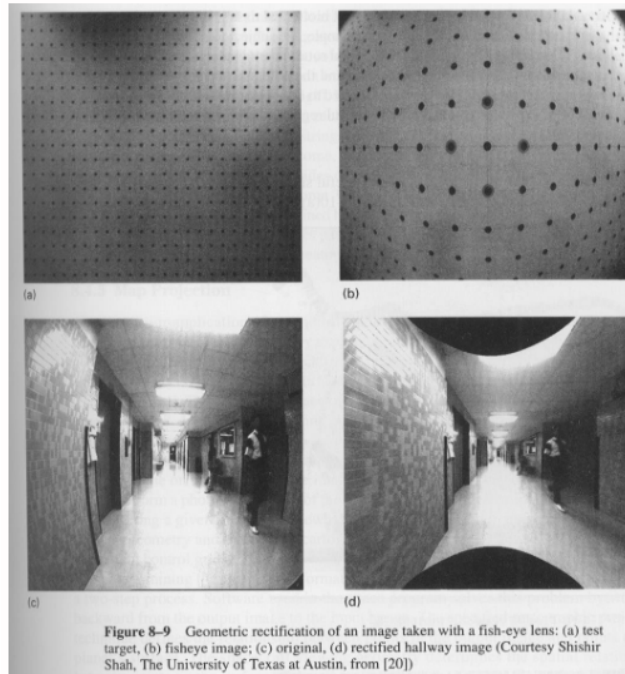 (a)
(b)
(c)
(d)
Figure 8–9 Geometric rectification of an image taken with a fish-eye lens: (a) test
target, (b) fisheye image; (c) original, (d) rectified hallway image (Courtesy Shishir
Shah, The University of Texas at Austin, from [20])